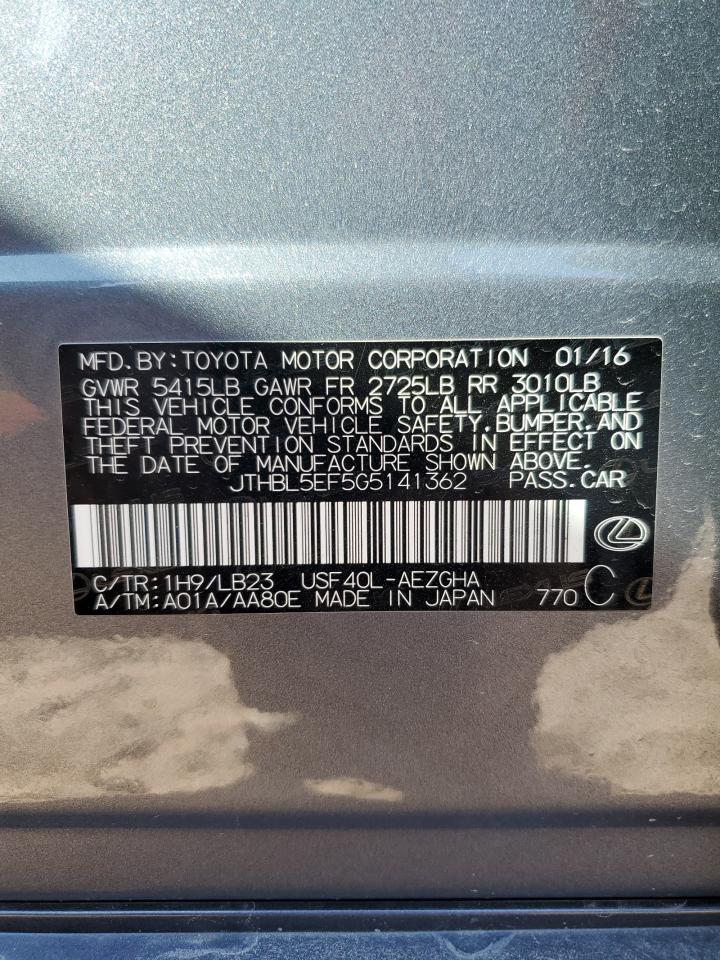 MFD.BY:TOYOTA MOTOR CORPORATION 01/16
GVWR 5415LB GAWR FR 2725LB RR 3010LB
THIS VEHICLE CONFORMS TO ALL APPLICABLE
FEDERAL MOTOR VEHICLE SAFETY,BUMPER,AND
THEFT PREVENTION STANDARDS IN EFFECT ON
THE DATE OF MANUFACTURE SHOWN ABOVE.
JTHBL5EF5G5141362 PASS.CAR
C/TR:1H9/LB23 USF40L-AEZGHA
A/TM:A01A/AA80E MADE IN JAPAN 770 C